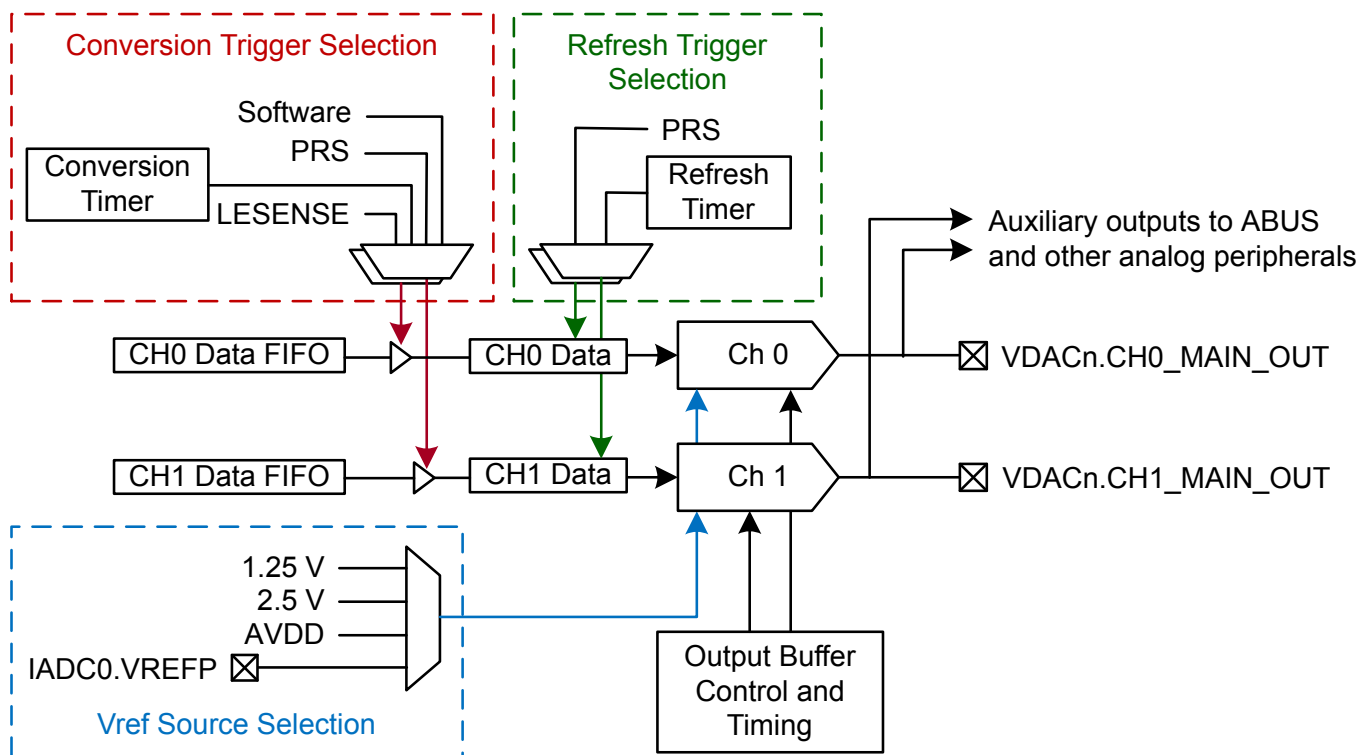 Conversion Trigger Selection
Software
PRS
Conversion
Timer
LESENSE
Refresh Trigger
Selection
PRS
Refresh
Timer
Auxiliary outputs to ABUS
and other analog peripherals
CH0 Data FIFO
CH0 Data
Ch 0
VDACn.CH0_MAIN_OUT
CH1 Data FIFO
CH1 Data
Ch 1
VDACn.CH1_MAIN_OUT
1.25 V
2.5 V
AVDD
IADC0.VREFP
Vref Source Selection
Output Buffer
Control and
Timing